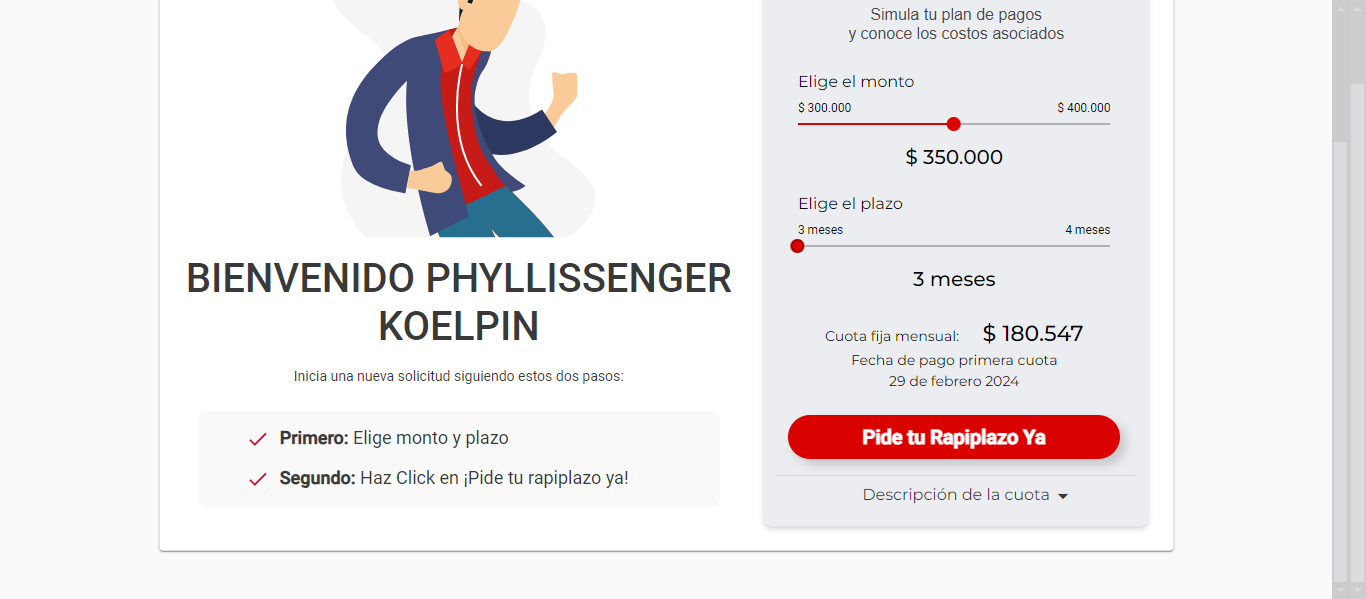 BIENVENIDO PHYLLISSENGER
KOELPIN
Inicia una nueva solicitud siguiendo estos dos pasos:
Primero: Elige monto y plazo
Segundo: Haz Click en ¡Pide tu rapiplazo ya!
Simula tu plan de pagos
y conoce los costos asociados
Elige el monto
$ 300.000 $ 400.000
$ 350.000
Elige el plazo
3 meses 4 meses
3 meses
Cuota fija mensual: $ 180.547
Fecha de pago primera cuota
29 de febrero 2024
Pide tu Rapiplazo Ya
Descripción de la cuota